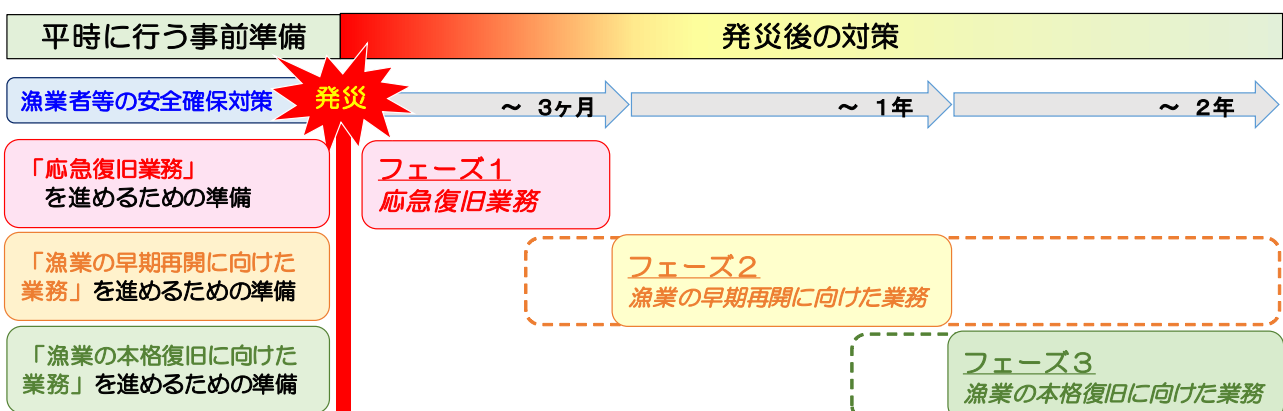 平時に行う事前準備
発災後の対策
漁業者等の安全確保対策
発災
～ 3ヶ月
～ 1年
～ 2年
「応急復旧業務」
を進めるための準備
フェーズ１
応急復旧業務
「漁業の早期再開に向けた
業務」を進めるための準備
フェーズ２
漁業の早期再開に向けた業務
「漁業の本格復旧に向けた
業務」を進めるための準備
フェーズ３
漁業の本格復旧に向けた業務